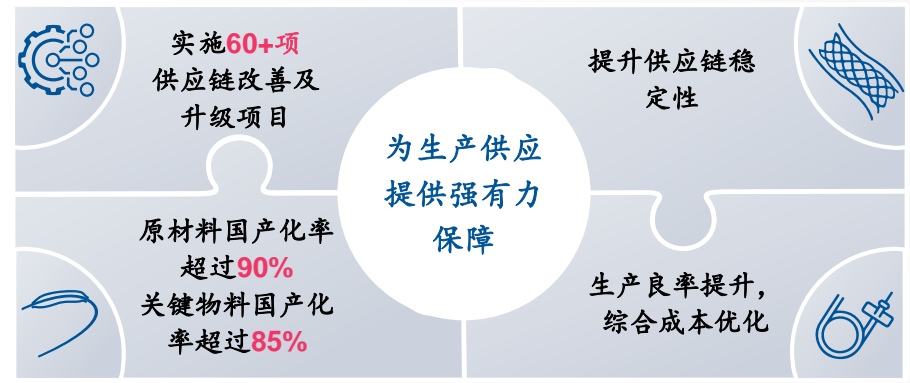 实施60+项
供应链改善及
升级项目
提升供应链稳
定性
为生产供应
提供强有力
保障
原材料国产化率
超过90%
关键物料国产化
率超过85%
生产良率提升，
综合成本优化